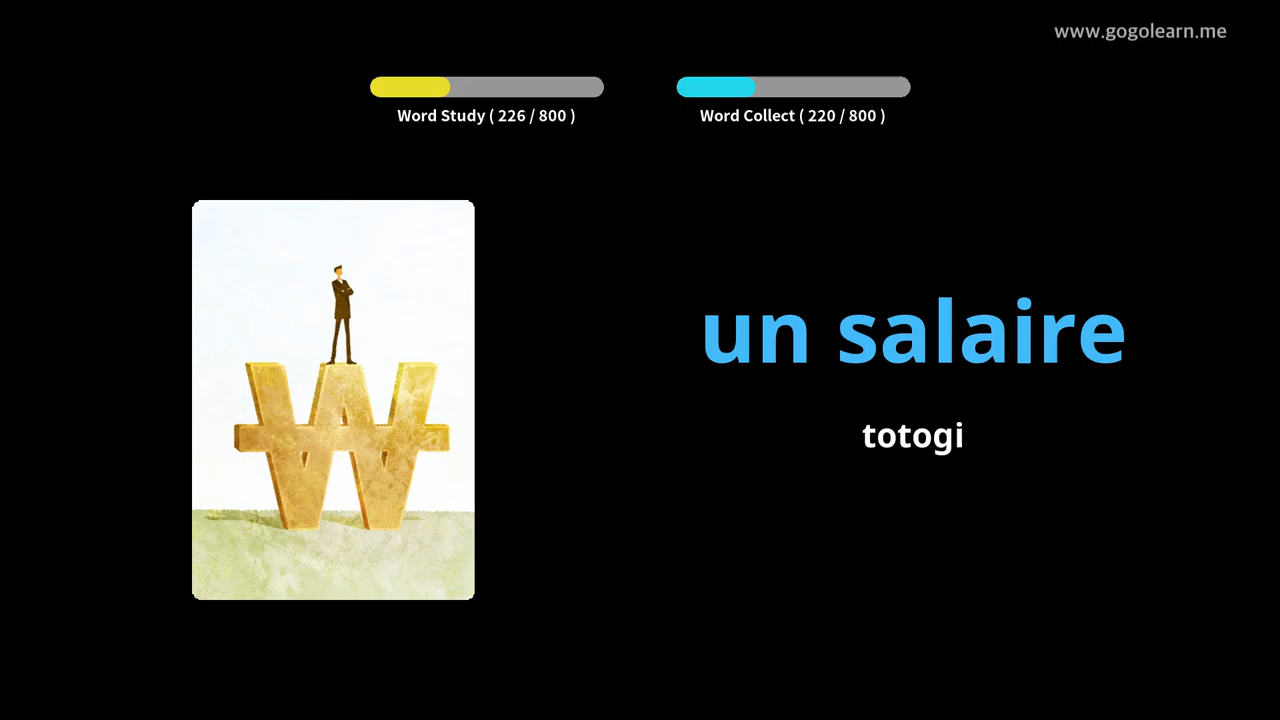 www.gogolearn.me
Word Study ( 226 / 800 )
Word Collect ( 220 / 800 )
un salaire
totogi